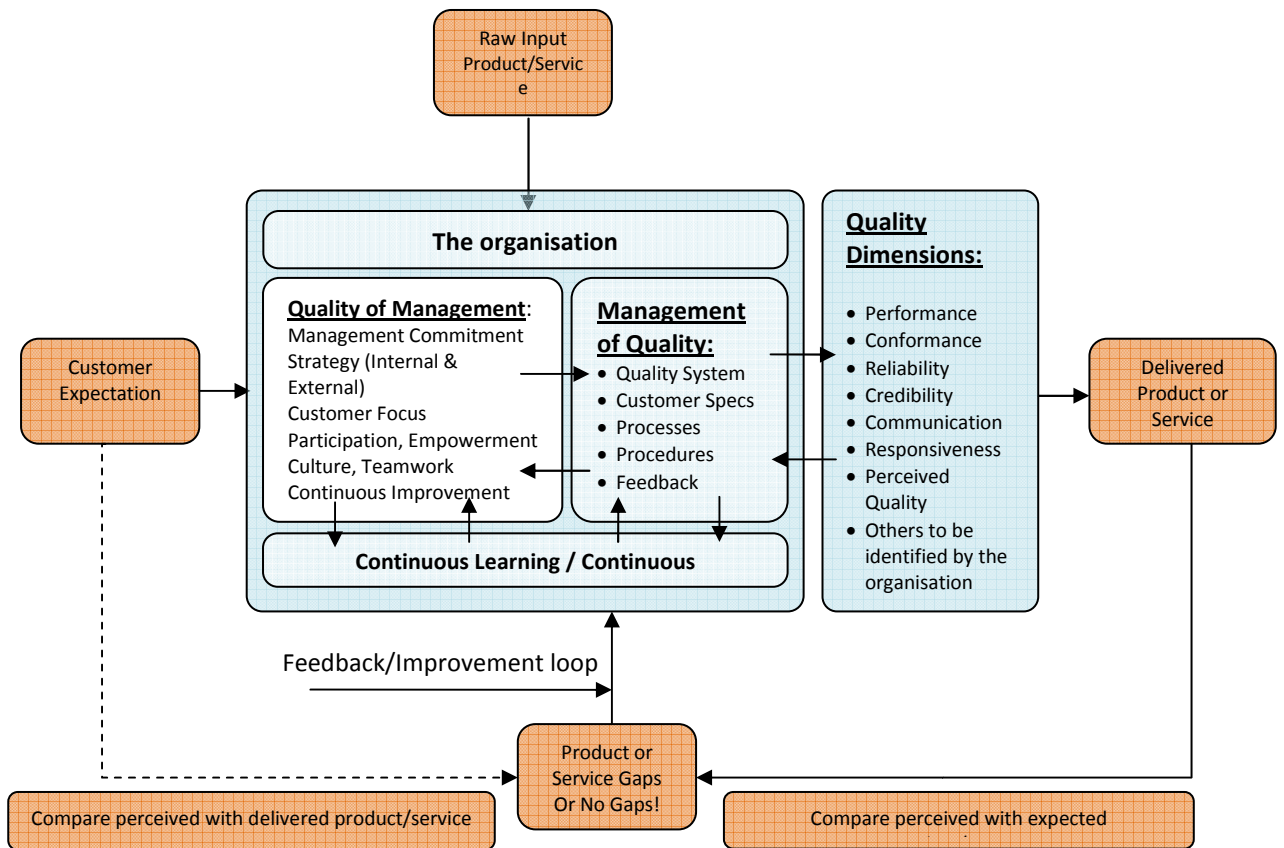 Raw Input
Product/Servic
e
The organisation
Quality of Management:
Management Commitment
Strategy (Internal &
External)
Customer Focus
Participation, Empowerment
Culture, Teamwork
Continuous Improvement
Management
of Quality:
• Quality System
• Customer Specs
• Processes
• Procedures
• Feedback
Continuous Learning / Continuous
Quality
Dimensions:
• Performance
• Conformance
• Reliability
• Credibility
• Communication
• Responsiveness
• Perceived
Quality
• Others to be
identified by the
organisation
Customer
Expectation
Delivered
Product or
Service
Feedback/Improvement loop
Product or
Service Gaps
Or No Gaps!
Compare perceived with delivered product/service
Compare perceived with expected